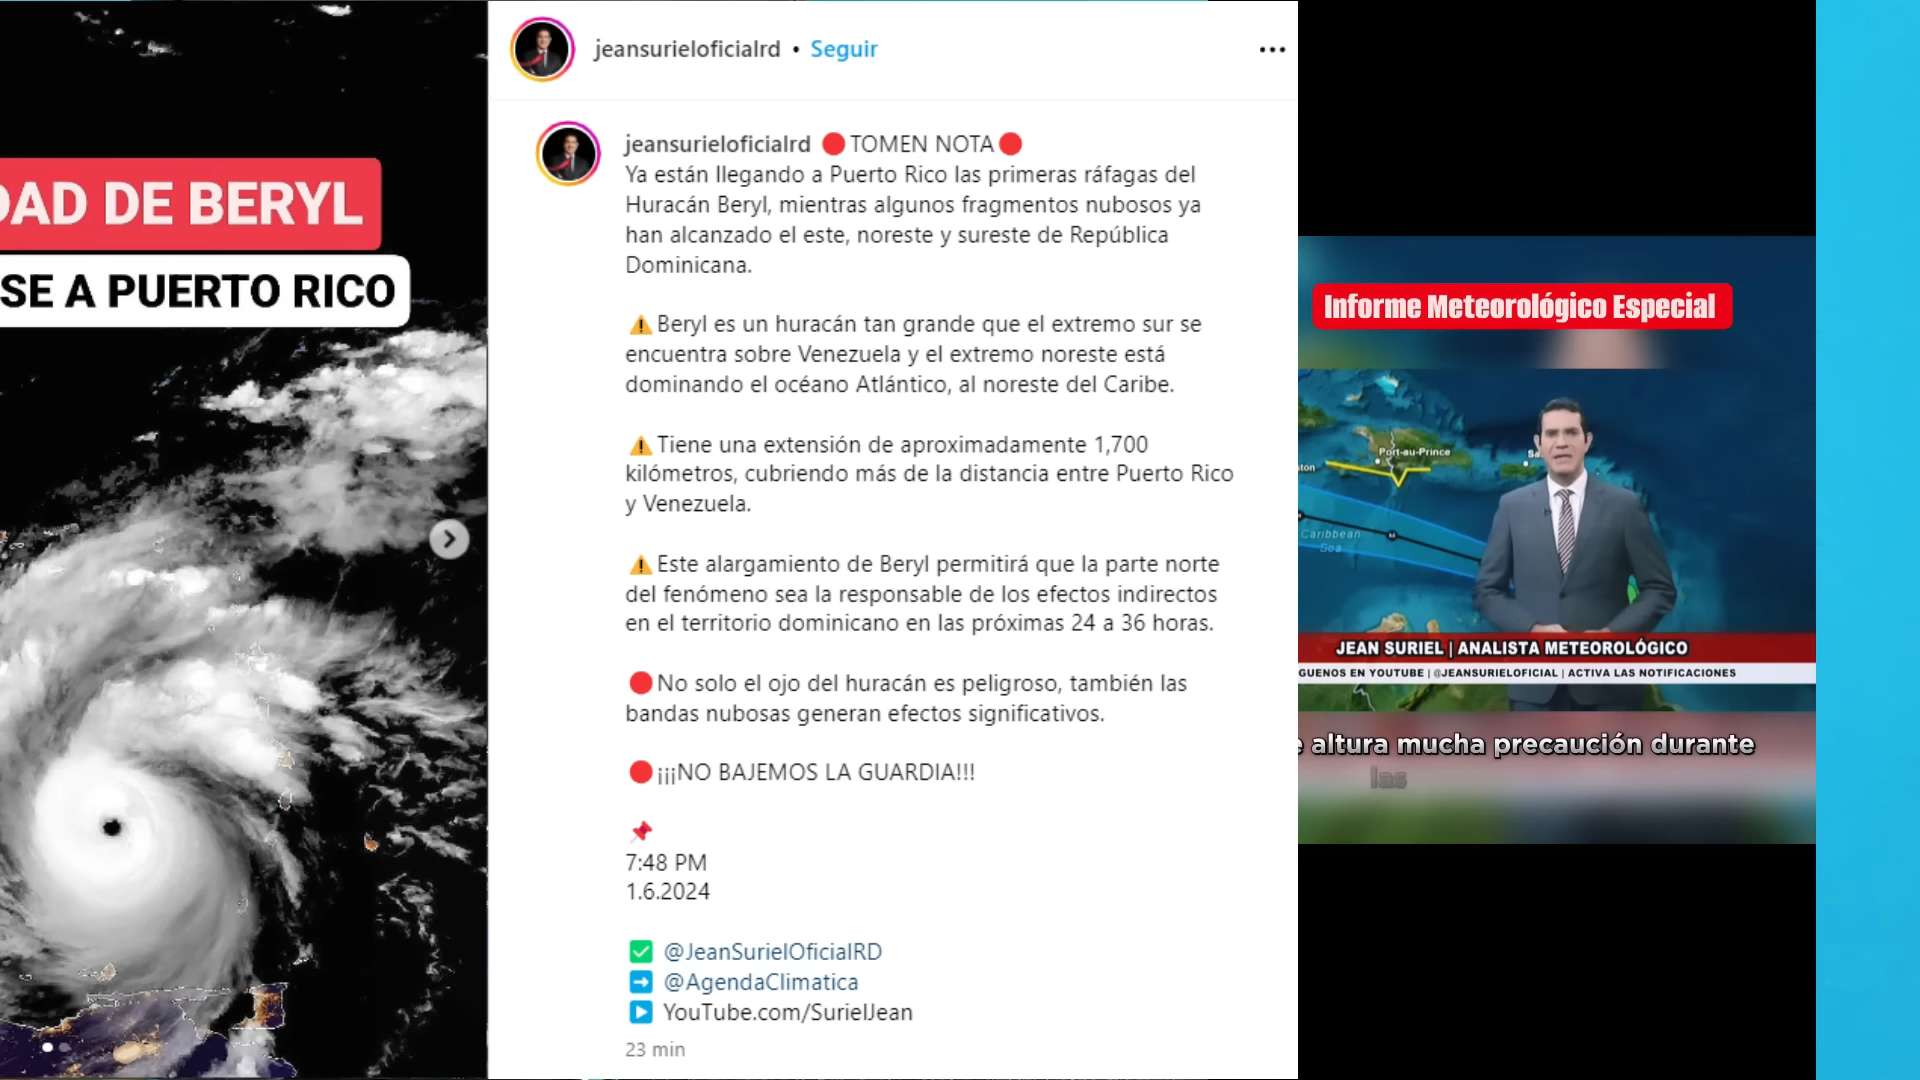 DAD DE BERYL
SE A PUERTO RICO
jeansurieloficialrd • Seguir
jeansurieloficialrd 🔴TOMEN NOTA🔴
Ya están llegando a Puerto Rico las primeras ráfagas del
Huracán Beryl, mientras algunos fragmentos nubosos ya
han alcanzado el este, noreste y sureste de República
Dominicana.
⚠️Beryl es un huracán tan grande que el extremo sur se
encuentra sobre Venezuela y el extremo noreste está
dominando el océano Atlántico, al noreste del Caribe.
⚠️Tiene una extensión de aproximadamente 1,700
kilómetros, cubriendo más de la distancia entre Puerto Rico
y Venezuela.
⚠️Este alargamiento de Beryl permitirá que la parte norte
del fenómeno sea la responsable de los efectos indirectos
en el territorio dominicano en las próximas 24 a 36 horas.
🔴No solo el ojo del huracán es peligroso, también las
bandas nubosas generan efectos significativos.
🔴¡¡¡NO BAJEMOS LA GUARDIA!!!
📌
7:48 PM
1.6.2024
✅ @JeanSurielOficialRD
➡️ @AgendaClimatica
▶️ YouTube.com/SurielJean
23 min
Informe Meteorológico Especial
Port-au-Prince
Sa
ton
Caribbean
Sea
JEAN SURIEL | ANALISTA METEOROLÓGICO
GUENOS EN YOUTUBE | @JEANSURIELOFICIAL | ACTIVA LAS NOTIFICACIONES
e altura mucha precaución durante
las